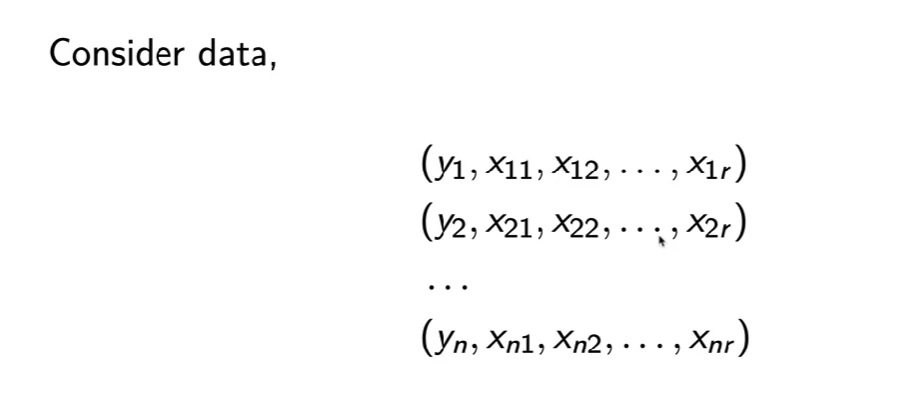 Consider data,
(y₁, x₁₁, x₁₂, . . . , x₁ᵣ)
(y₂, x₂₁, x₂₂, . . . , x₂ᵣ)
. . .
(yₙ, xₙ₁, xₙ₂, . . . , xₙᵣ)